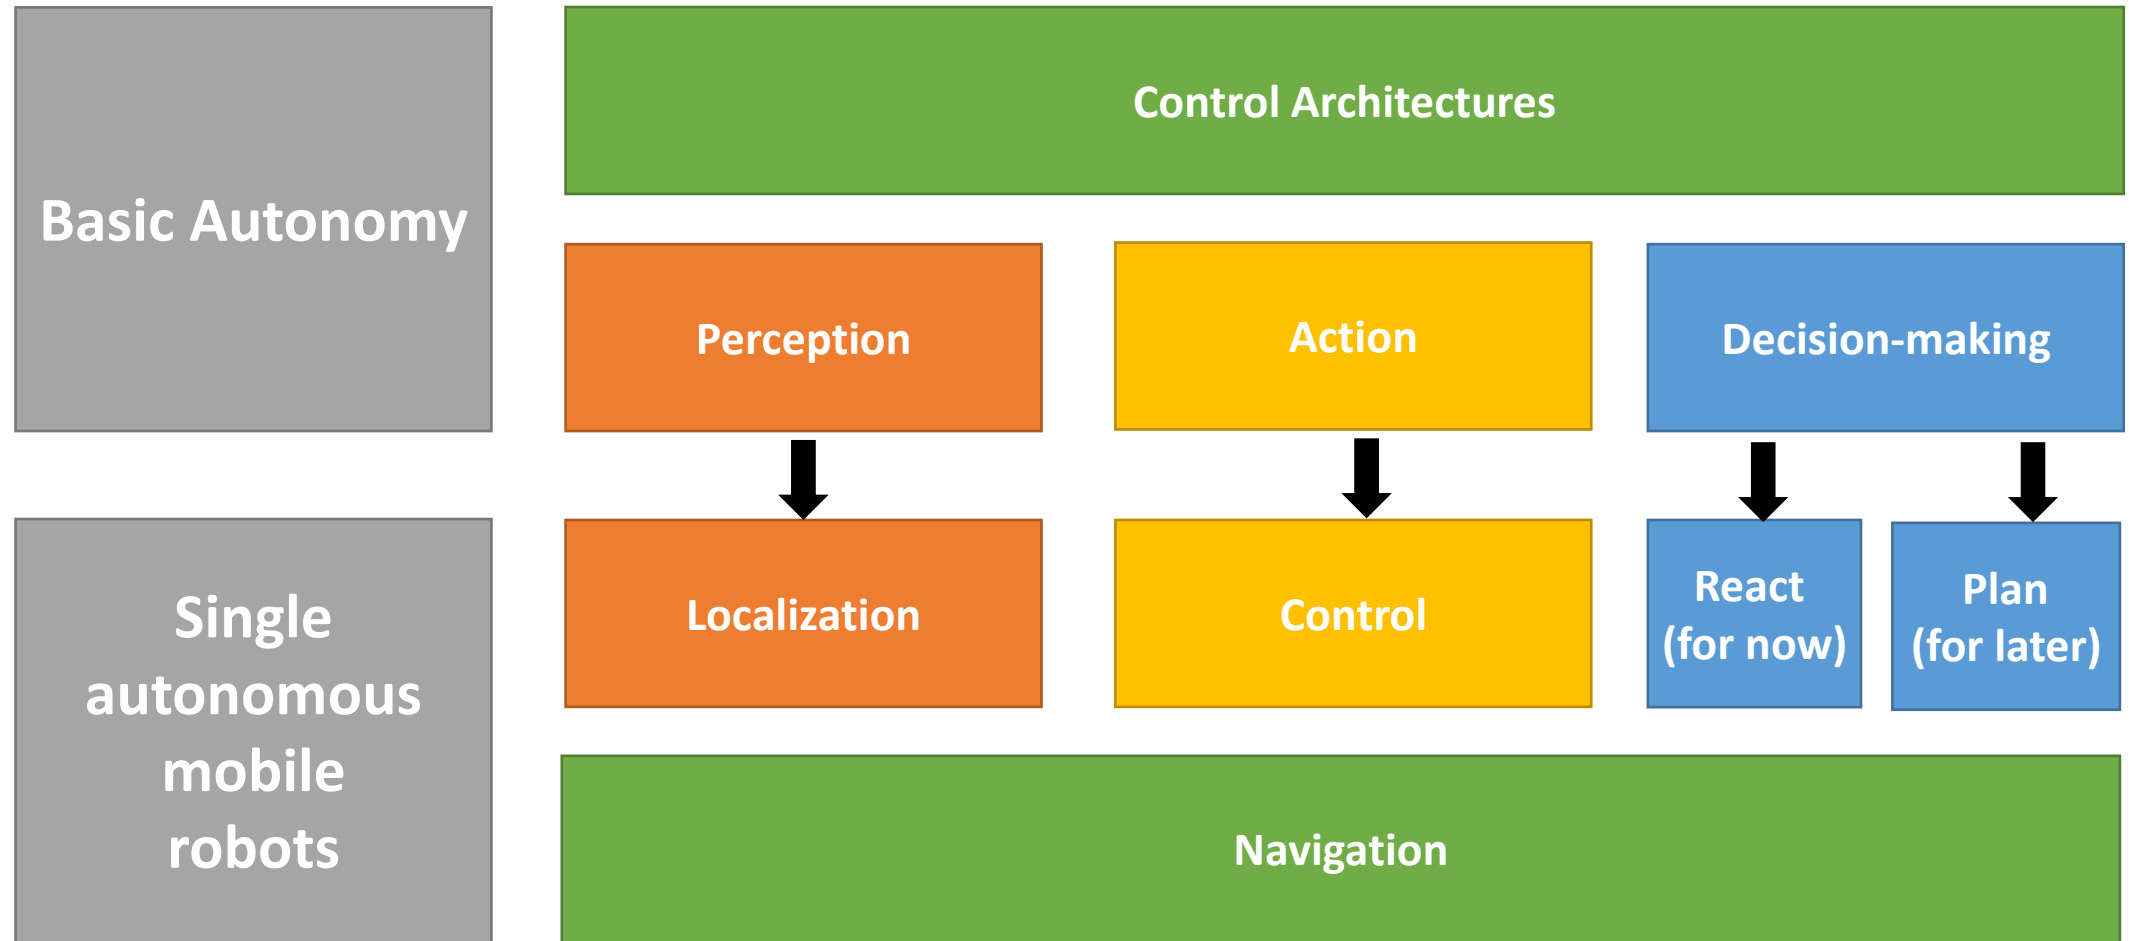 Basic Autonomy
Control Architectures
Perception
Action
Decision-making
Single
autonomous
mobile
robots
Localization
Control
React
(for now)
Plan
(for later)
Navigation